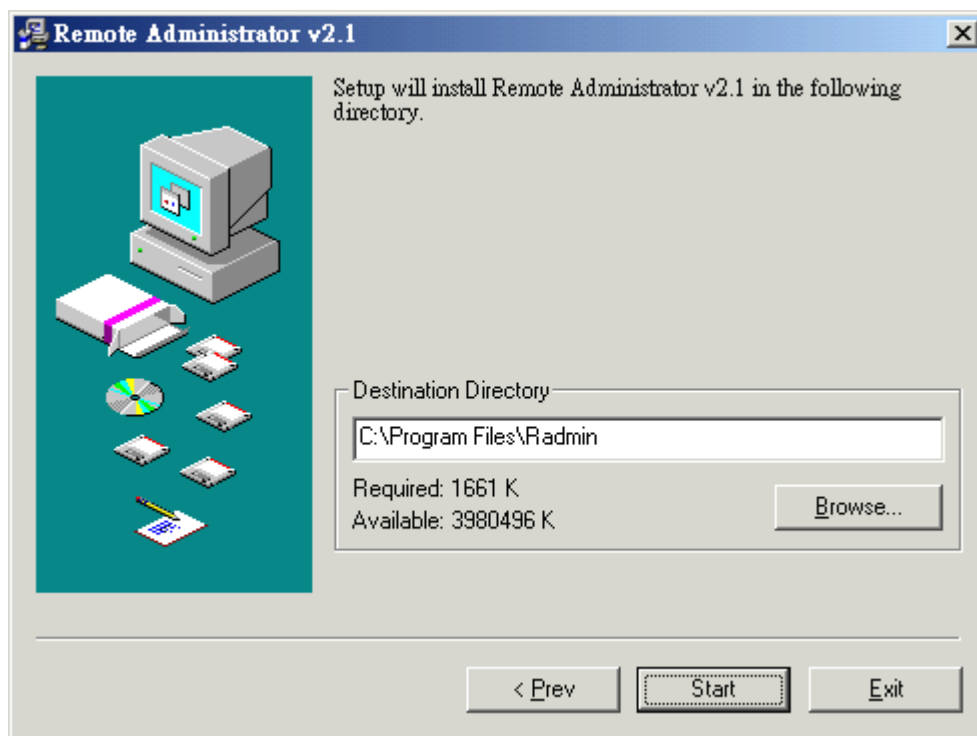 Remote Administrator v2.1
Setup will install Remote Administrator v2.1 in the following
directory.
Destination Directory
C:\Program Files\Radmin
Required: 1661 K
Available: 3980496 K
Browse...
< Prev
Start
Exit